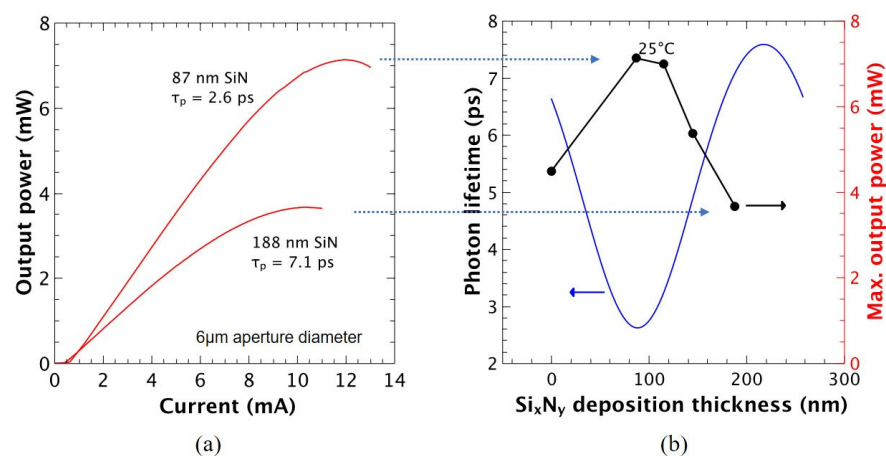 8
6
4
2
0
Output power (mW)
87 nm SiN
τp = 2.6 ps
188 nm SiN
τp = 7.1 ps
6μm aperture diameter
0 2 4 6 8 10 12 14
Current (mA)
(a)
8
7
6
5
4
3
2
Photon lifetime (ps)
25°C
8
6
4
2
0
Max. output power (mW)
0 100 200 300
SixNy deposition thickness (nm)
(b)